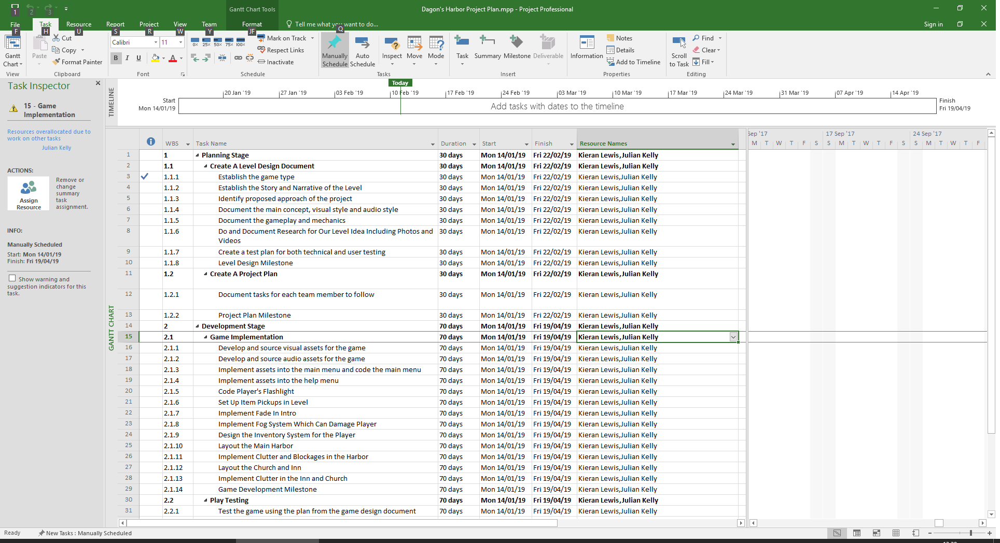 1 2 3
Gantt Chart Tools
Dagon's Harbor Project Plan.mpp - Project Professional
File Task Resource Report Project View Team Format Tell me what you want to do... Sign in
F H U S R W Y JF Q
Gantt Chart
View
Paste
Cut
Copy
Format Painter
Clipboard
Calibri 11
B I U A
Font
0% 25% 50% 75% 100%
Mark on Track
Respect Links
Inactivate
Schedule
Manually Schedule
Auto Schedule
Inspect
Move
Mode
Tasks
Task
Summary
Milestone
Deliverable
Insert
Information
Notes
Details
Add to Timeline
Properties
Scroll to Task
Find
Clear
Fill
Editing
Task Inspector
15 - Game
Implementation
Resources overallocated due to
work on other tasks
Julian Kelly
ACTIONS:
Assign
Resource
Remove or
change
summary
task
assignment.
INFO:
Manually Scheduled
Start: Mon 14/01/19
Finish: Fri 19/04/19
Show warning and
suggestion indicators for this
task.
TIMELINE
Today
20 Jan '19 27 Jan '19 03 Feb '19 10 Feb '19 17 Feb '19 24 Feb '19 03 Mar '19 10 Mar '19 17 Mar '19 24 Mar '19 31 Mar '19 07 Apr '19 14 Apr '19
Start
Mon 14/01/19
Add tasks with dates to the timeline
Finish
Fri 19/04/19
GANTT CHART
WBS Task Name Duration Start Finish Resource Names
Sep '17 17 Sep '17 24 Sep '17
M T W T F S S M T W T F S S M T W T F
1 1 Planning Stage 30 days Mon 14/01/19 Fri 22/02/19 Kieran Lewis,Julian Kelly
2 1.1 Create A Level Design Document 30 days Mon 14/01/19 Fri 22/02/19 Kieran Lewis,Julian Kelly
3 1.1.1 Establish the game type 30 days Mon 14/01/19 Fri 22/02/19 Kieran Lewis,Julian Kelly
4 1.1.2 Establish the Story and Narrative of the Level 30 days Mon 14/01/19 Fri 22/02/19 Kieran Lewis,Julian Kelly
5 1.1.3 Identify proposed approach of the project 30 days Mon 14/01/19 Fri 22/02/19 Kieran Lewis,Julian Kelly
6 1.1.4 Document the main concept, visual style and audio style 30 days Mon 14/01/19 Fri 22/02/19 Kieran Lewis,Julian Kelly
7 1.1.5 Document the gameplay and mechanics 30 days Mon 14/01/19 Fri 22/02/19 Kieran Lewis,Julian Kelly
8 1.1.6 Do and Document Research for Our Level Idea Including Photos and 30 days Mon 14/01/19 Fri 22/02/19 Kieran Lewis,Julian Kelly
Videos
9 1.1.7 Create a test plan for both technical and user testing 30 days Mon 14/01/19 Fri 22/02/19 Kieran Lewis,Julian Kelly
10 1.1.8 Level Design Milestone 30 days Mon 14/01/19 Fri 22/02/19 Kieran Lewis,Julian Kelly
11 1.2 Create A Project Plan 30 days Mon 14/01/19 Fri 22/02/19 Kieran Lewis,Julian Kelly
12 1.2.1 Document tasks for each team member to follow 30 days Mon 14/01/19 Fri 22/02/19 Kieran Lewis,Julian Kelly
13 1.2.2 Project Plan Milestone 30 days Mon 14/01/19 Fri 22/02/19 Kieran Lewis,Julian Kelly
14 2 Development Stage 70 days Mon 14/01/19 Fri 19/04/19 Kieran Lewis,Julian Kelly
15 2.1 Game Implementation 70 days Mon 14/01/19 Fri 19/04/19 Kieran Lewis,Julian Kelly
16 2.1.1 Develop and source visual assets for the game 70 days Mon 14/01/19 Fri 19/04/19 Kieran Lewis,Julian Kelly
17 2.1.2 Develop and source audio assets for the game 70 days Mon 14/01/19 Fri 19/04/19 Kieran Lewis,Julian Kelly
18 2.1.3 Implement assets into the main menu and code the main menu 70 days Mon 14/01/19 Fri 19/04/19 Kieran Lewis,Julian Kelly
19 2.1.4 Implement assets into the help menu 70 days Mon 14/01/19 Fri 19/04/19 Kieran Lewis,Julian Kelly
20 2.1.5 Code Player's Flashlight 70 days Mon 14/01/19 Fri 19/04/19 Kieran Lewis,Julian Kelly
21 2.1.6 Set Up Item Pickups in Level 70 days Mon 14/01/19 Fri 19/04/19 Kieran Lewis,Julian Kelly
22 2.1.7 Implement Fade In Intro 70 days Mon 14/01/19 Fri 19/04/19 Kieran Lewis,Julian Kelly
23 2.1.8 Implement Fog System Which Can Damage Player 70 days Mon 14/01/19 Fri 19/04/19 Kieran Lewis,Julian Kelly
24 2.1.9 Design the Inventory System for the Player 70 days Mon 14/01/19 Fri 19/04/19 Kieran Lewis,Julian Kelly
25 2.1.10 Layout the Main Harbor 70 days Mon 14/01/19 Fri 19/04/19 Kieran Lewis,Julian Kelly
26 2.1.11 Implement Clutter and Blockages in the Harbor 70 days Mon 14/01/19 Fri 19/04/19 Kieran Lewis,Julian Kelly
27 2.1.12 Layout the Church and Inn 70 days Mon 14/01/19 Fri 19/04/19 Kieran Lewis,Julian Kelly
28 2.1.13 Implement Clutter in the Inn and Church 70 days Mon 14/01/19 Fri 19/04/19 Kieran Lewis,Julian Kelly
29 2.1.14 Game Development Milestone 70 days Mon 14/01/19 Fri 19/04/19 Kieran Lewis,Julian Kelly
30 2.2 Play Testing 70 days Mon 14/01/19 Fri 19/04/19 Kieran Lewis,Julian Kelly
31 2.2.1 Test the game using the plan from the game design document 70 days Mon 14/01/19 Fri 19/04/19 Kieran Lewis,Julian Kelly
Ready New Tasks : Manually Scheduled